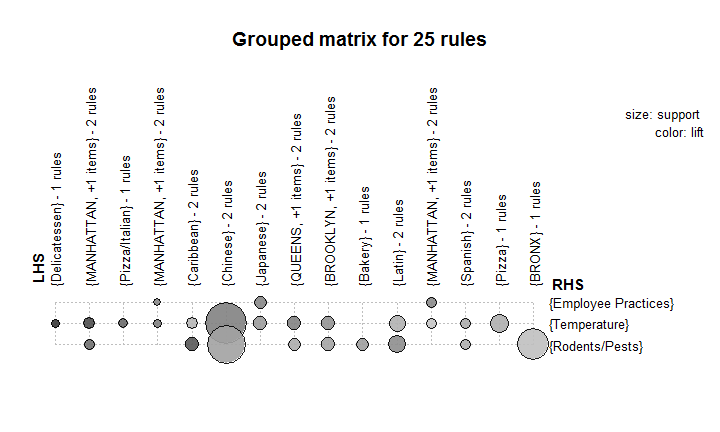 Grouped matrix for 25 rules
size: support
color: lift
LHS
{Delicatessen} - 1 rules
{MANHATTAN, +1 items} - 2 rules
{Pizza/Italian} - 1 rules
{MANHATTAN, +1 items} - 2 rules
{Caribbean} - 2 rules
{Chinese} - 2 rules
{Japanese} - 2 rules
{QUEENS, +1 items} - 2 rules
{BROOKLYN, +1 items} - 2 rules
{Bakery} - 1 rules
{Latin} - 2 rules
{MANHATTAN, +1 items} - 2 rules
{Spanish} - 2 rules
{Pizza} - 1 rules
{BRONX} - 1 rules
RHS
{Employee Practices}
{Temperature}
{Rodents/Pests}